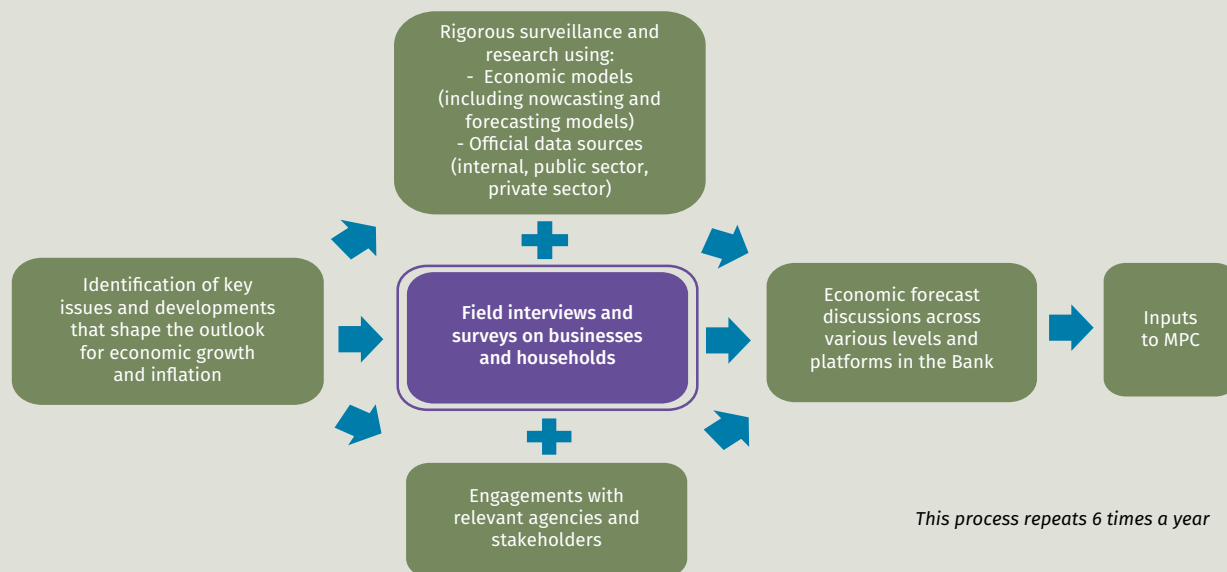 Rigorous surveillance and
research using:
- Economic models
(including nowcasting and
forecasting models)
- Official data sources
(internal, public sector,
private sector)
Identification of key
issues and developments
that shape the outlook
for economic growth
and inflation
Field interviews and
surveys on businesses
and households
Economic forecast
discussions across
various levels and
platforms in the Bank
Inputs
to MPC
Engagements with
relevant agencies and
stakeholders
This process repeats 6 times a year